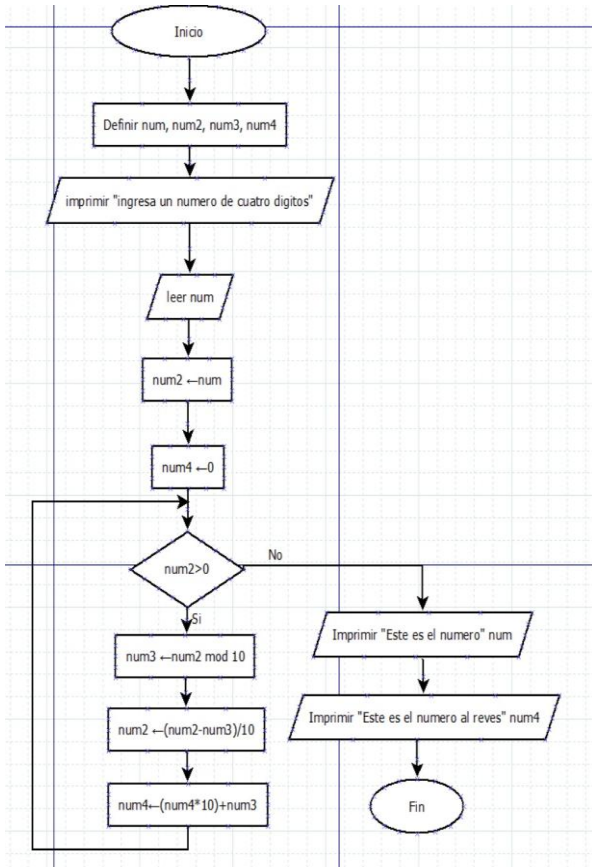 Inicio
Definir num, num2, num3, num4
imprimir "ingresa un numero de cuatro digitos"
leer num
num2 ←num
num4 ←0
num2>0
No
Si
num3 ←num2 mod 10
num2 ←(num2-num3)/10
num4←(num4*10)+num3
Imprimir "Este es el numero" num
Imprimir "Este es el numero al reves" num4
Fin